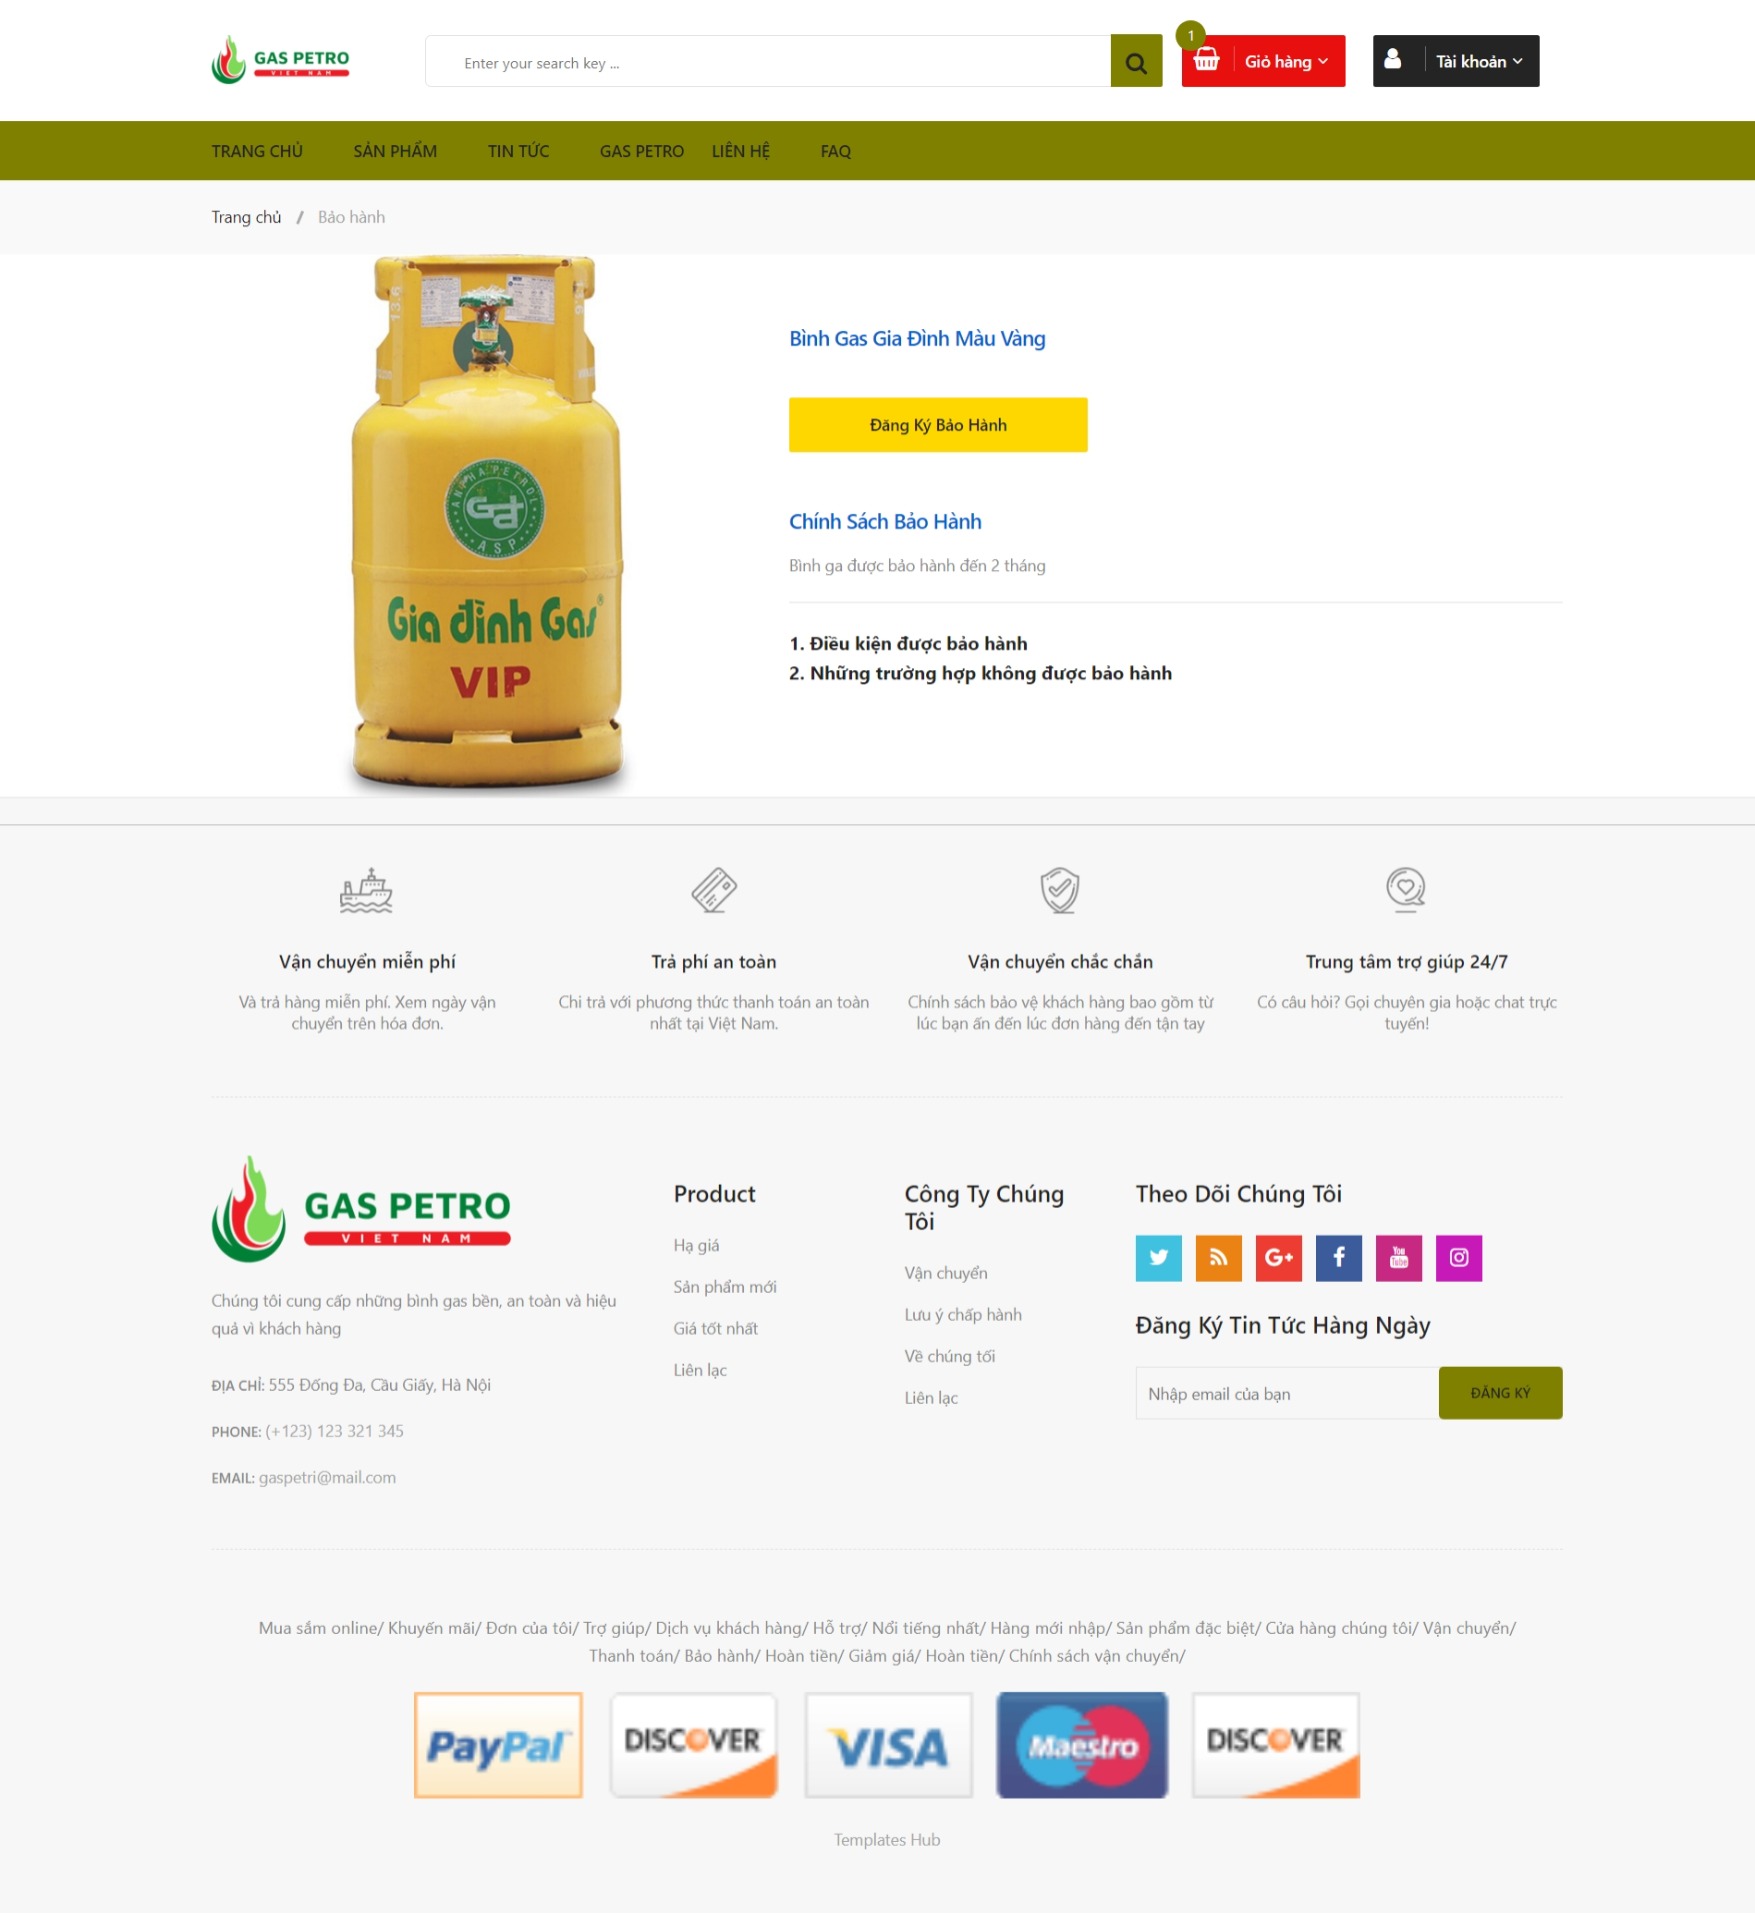 GAS PETRO
VIET NAM
Enter your search key ...
1
Giỏ hàng
Tài khoản
TRANG CHỦ
SẢN PHẨM
TIN TỨC
GAS PETRO
LIÊN HỆ
FAQ
Trang chủ / Bảo hành
13.6
ANPHAPETROL
Gd
ASP
Gia đình Gas®
VIP
Bình Gas Gia Đình Màu Vàng
Đăng Ký Bảo Hành
Chính Sách Bảo Hành
Bình ga được bảo hành đến 2 tháng
1. Điều kiện được bảo hành
2. Những trường hợp không được bảo hành
Vận chuyển miễn phí
Và trả hàng miễn phí. Xem ngày vận
chuyển trên hóa đơn.
Trả phí an toàn
Chi trả với phương thức thanh toán an toàn
nhất tại Việt Nam.
Vận chuyển chắc chắn
Chính sách bảo vệ khách hàng bao gồm từ
lúc bạn ấn đến lúc đơn hàng đến tận tay
Trung tâm trợ giúp 24/7
Có câu hỏi? Gọi chuyên gia hoặc chat trực
tuyến!
GAS PETRO
VIET NAM
Chúng tôi cung cấp những bình gas bền, an toàn và hiệu
quả vì khách hàng
ĐỊA CHỈ: 555 Đống Đa, Cầu Giấy, Hà Nội
PHONE: (+123) 123 321 345
EMAIL: gaspetri@mail.com
Product
Hạ giá
Sản phẩm mới
Giá tốt nhất
Liên lạc
Công Ty Chúng
Tôi
Vận chuyển
Lưu ý chấp hành
Về chúng tối
Liên lạc
Theo Dõi Chúng Tôi
G+
f
You
Tube
Đăng Ký Tin Tức Hàng Ngày
Nhập email của bạn
ĐĂNG KÝ
Mua sắm online/ Khuyến mãi/ Đơn của tôi/ Trợ giúp/ Dịch vụ khách hàng/ Hỗ trợ/ Nổi tiếng nhất/ Hàng mới nhập/ Sản phẩm đặc biệt/ Cửa hàng chúng tôi/ Vận chuyển/
Thanh toán/ Bảo hành/ Hoàn tiền/ Giảm giá/ Hoàn tiền/ Chính sách vận chuyển/
PayPal
DISCOVER
VISA
Maestro
DISCOVER
Templates Hub